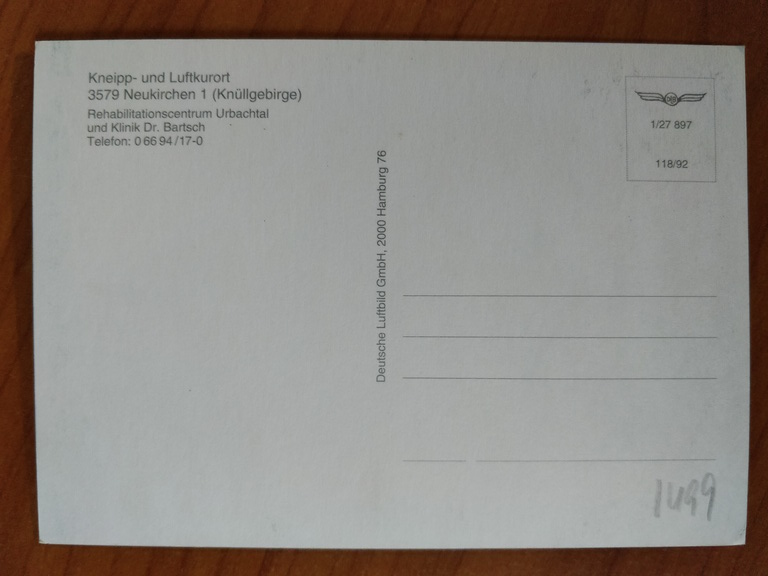 Kneipp- und Luftkurort
3579 Neukirchen 1 (Knüllgebirge)
Rehabilitationscentrum Urbachtal
und Klinik Dr. Bartsch
Telefon: 0 66 94 / 17-0
Deutsche Luftbild GmbH, 2000 Hamburg 76
1/27 897
118/92
1499